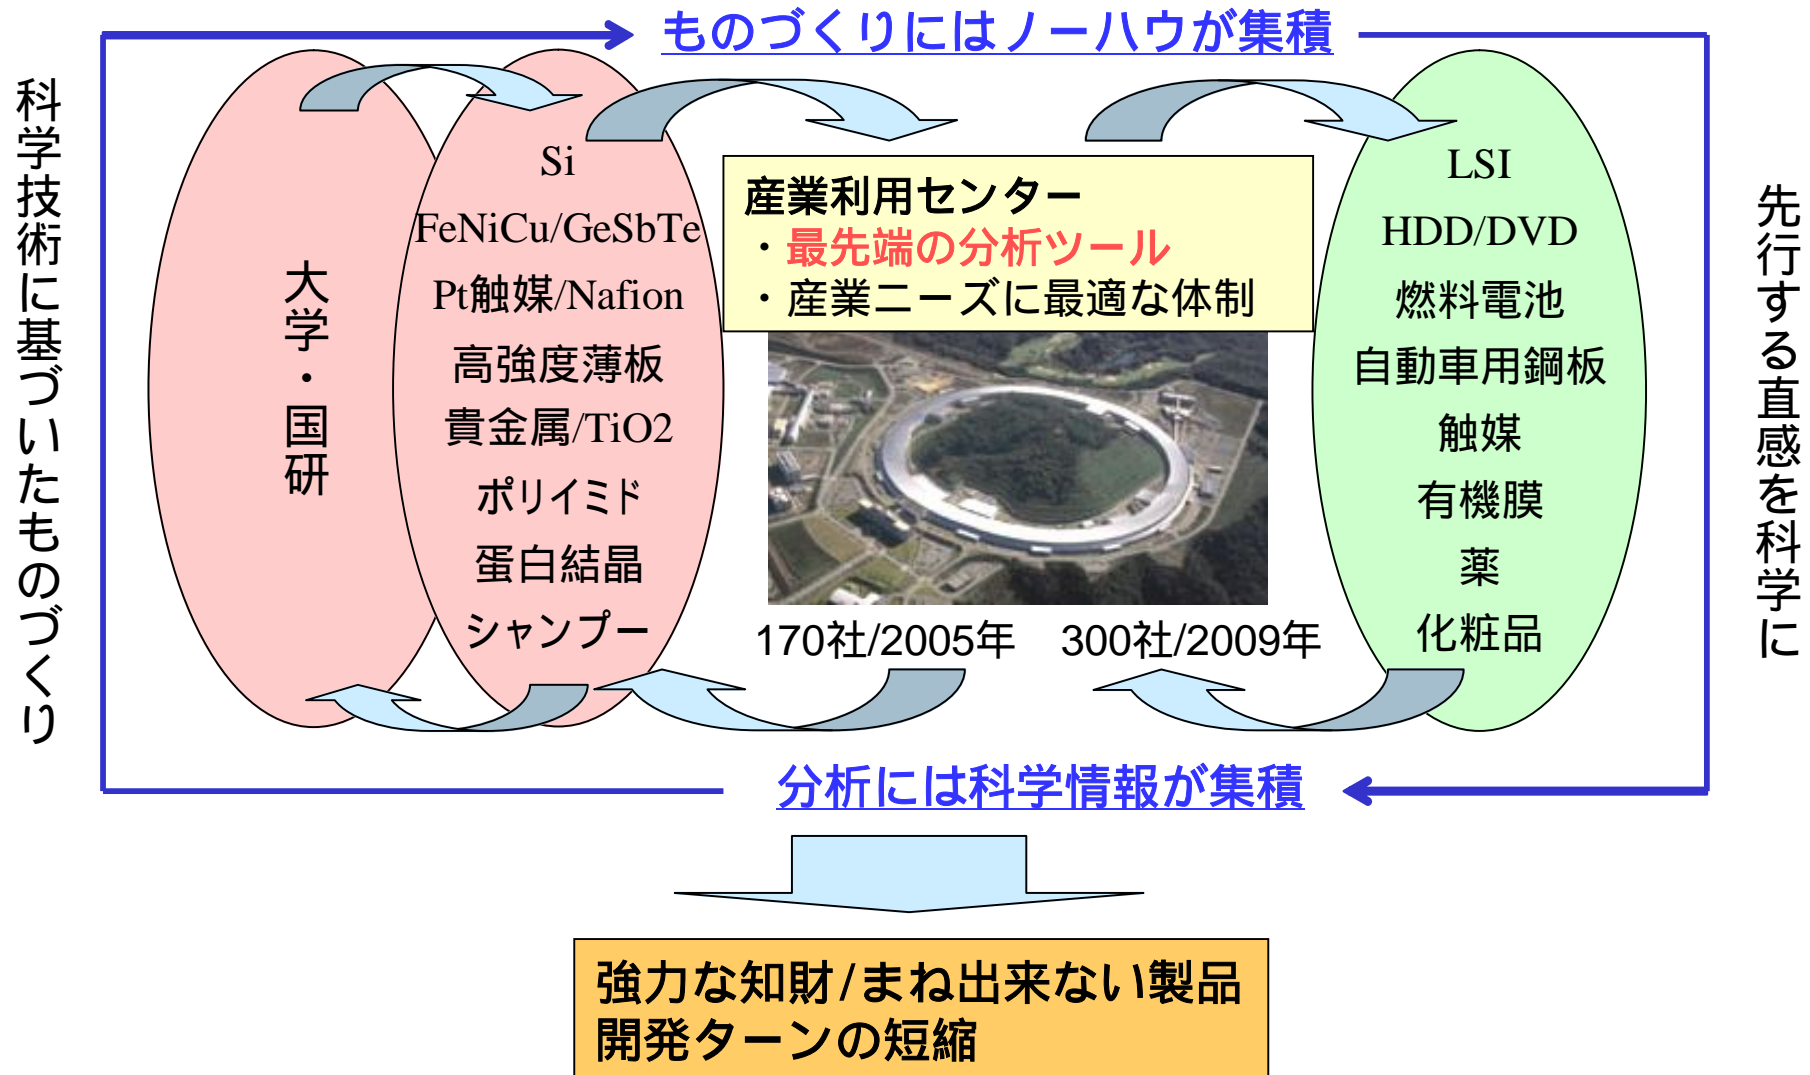 ものづくりにはノーハウが集積
科学技術に基づいたものづくり
大学・国研
Si
FeNiCu/GeSbTe
Pt触媒/Nafion
高強度薄板
貴金属/TiO2
ポリイミド
蛋白結晶
シャンプー
産業利用センター
・最先端の分析ツール
・産業ニーズに最適な体制
170社/2005年 300社/2009年
LSI
HDD/DVD
燃料電池
自動車用鋼板
触媒
有機膜
薬
化粧品
先行する直感を科学に
分析には科学情報が集積
強力な知財/まね出来ない製品
開発ターンの短縮